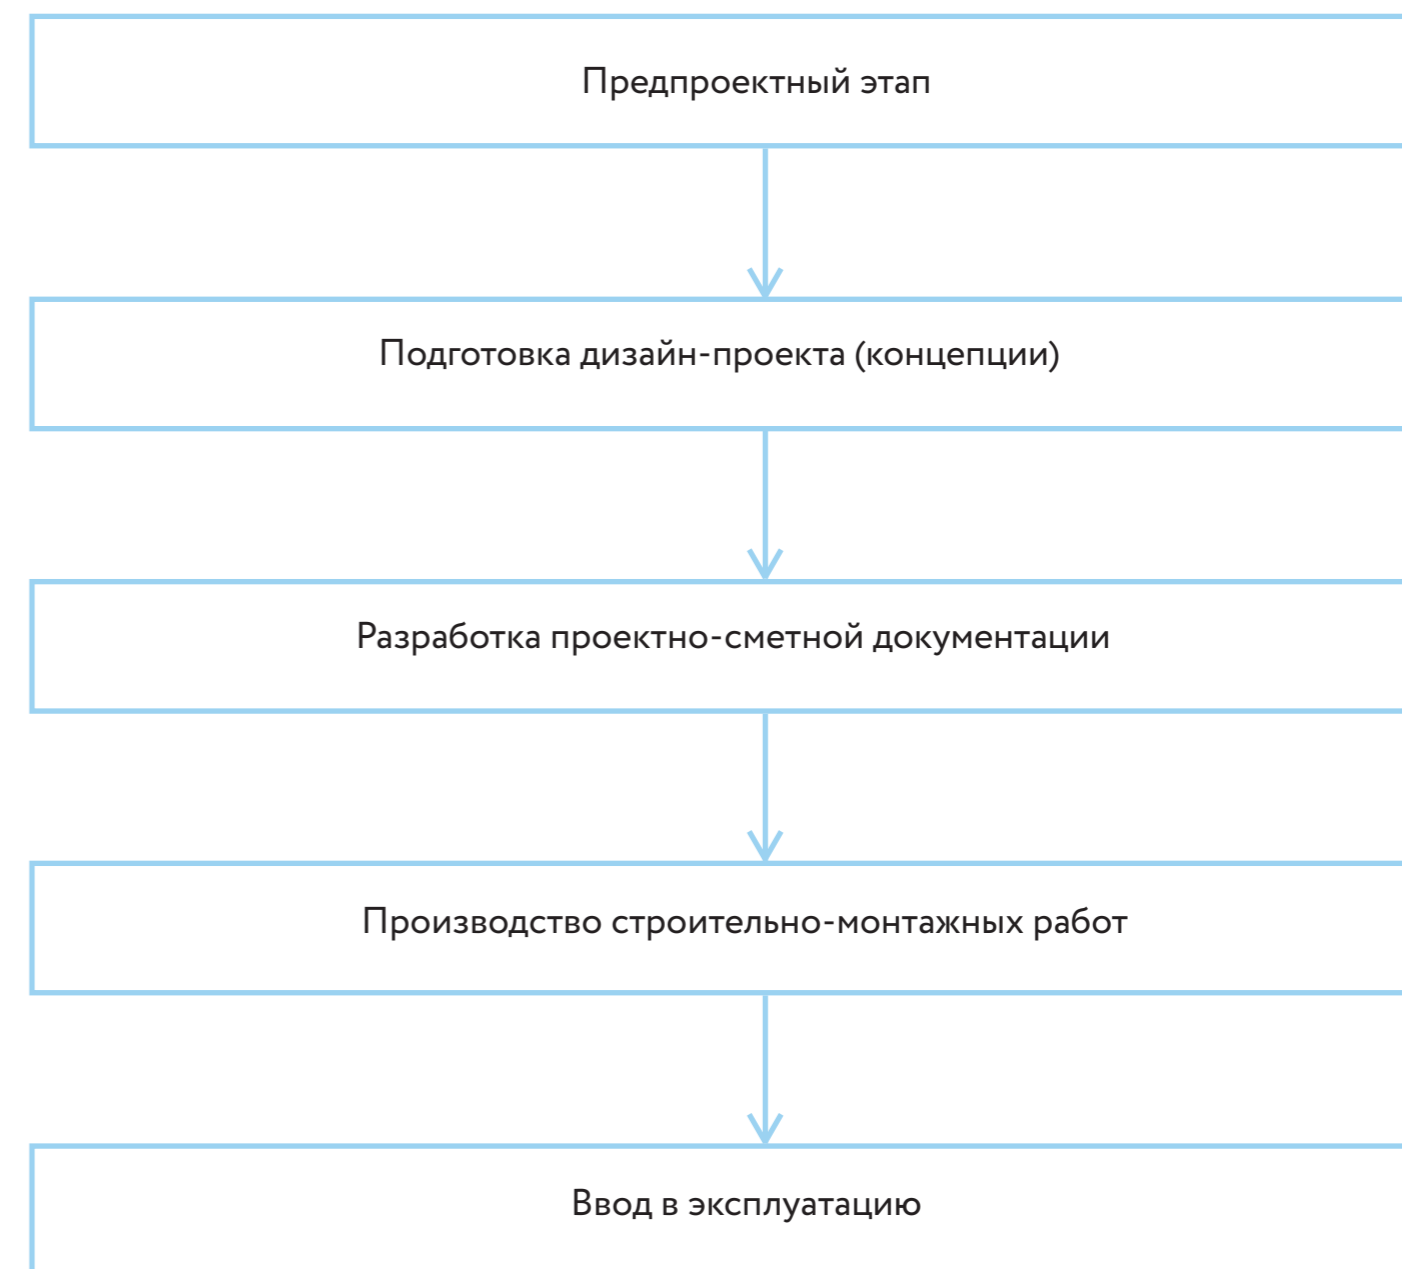 Предпроектный этап
Подготовка дизайн-проекта (концепции)
Разработка проектно-сметной документации
Производство строительно-монтажных работ
Ввод в эксплуатацию